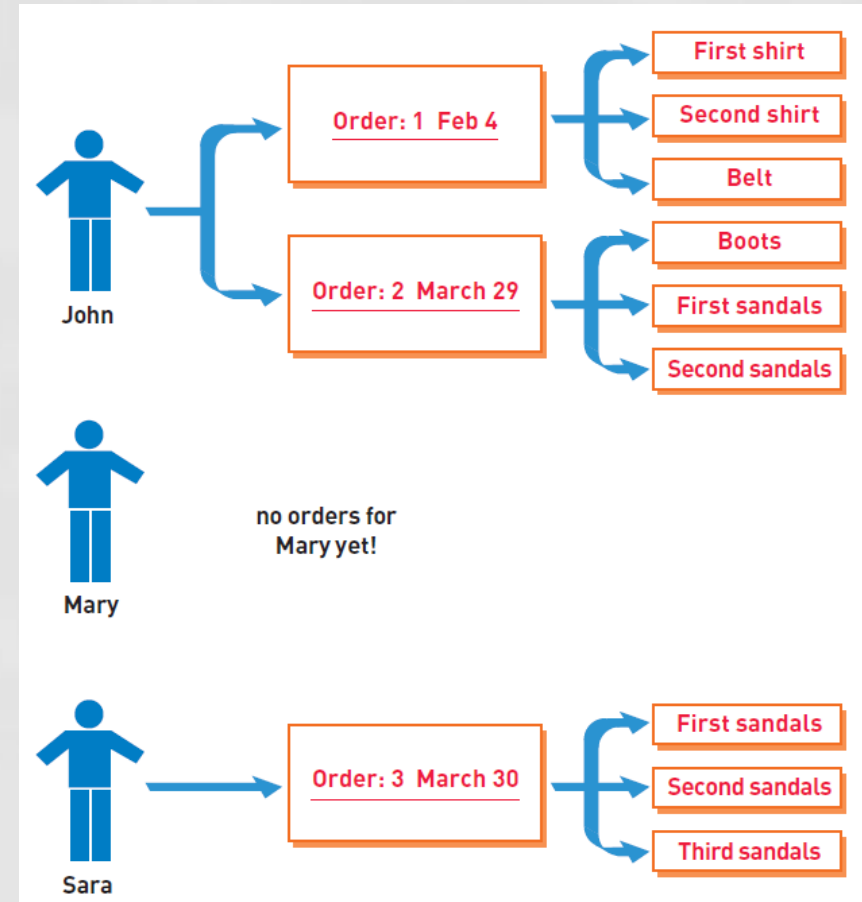 First shirt
Order: 1 Feb 4
Second shirt
Belt
John
Order: 2 March 29
Boots
First sandals
Second sandals
no orders for
Mary yet!
Mary
Order: 3 March 30
First sandals
Second sandals
Third sandals
Sara